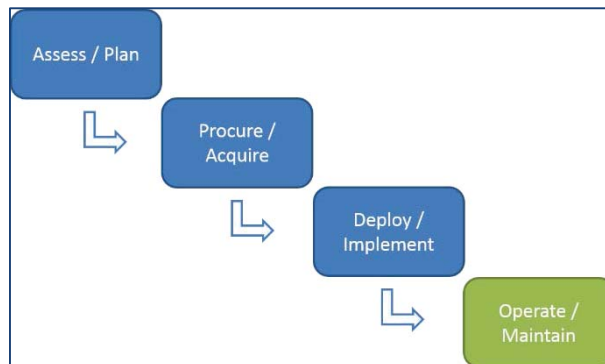 Assess / Plan
Procure /
Acquire
Deploy /
Implement
Operate /
Maintain